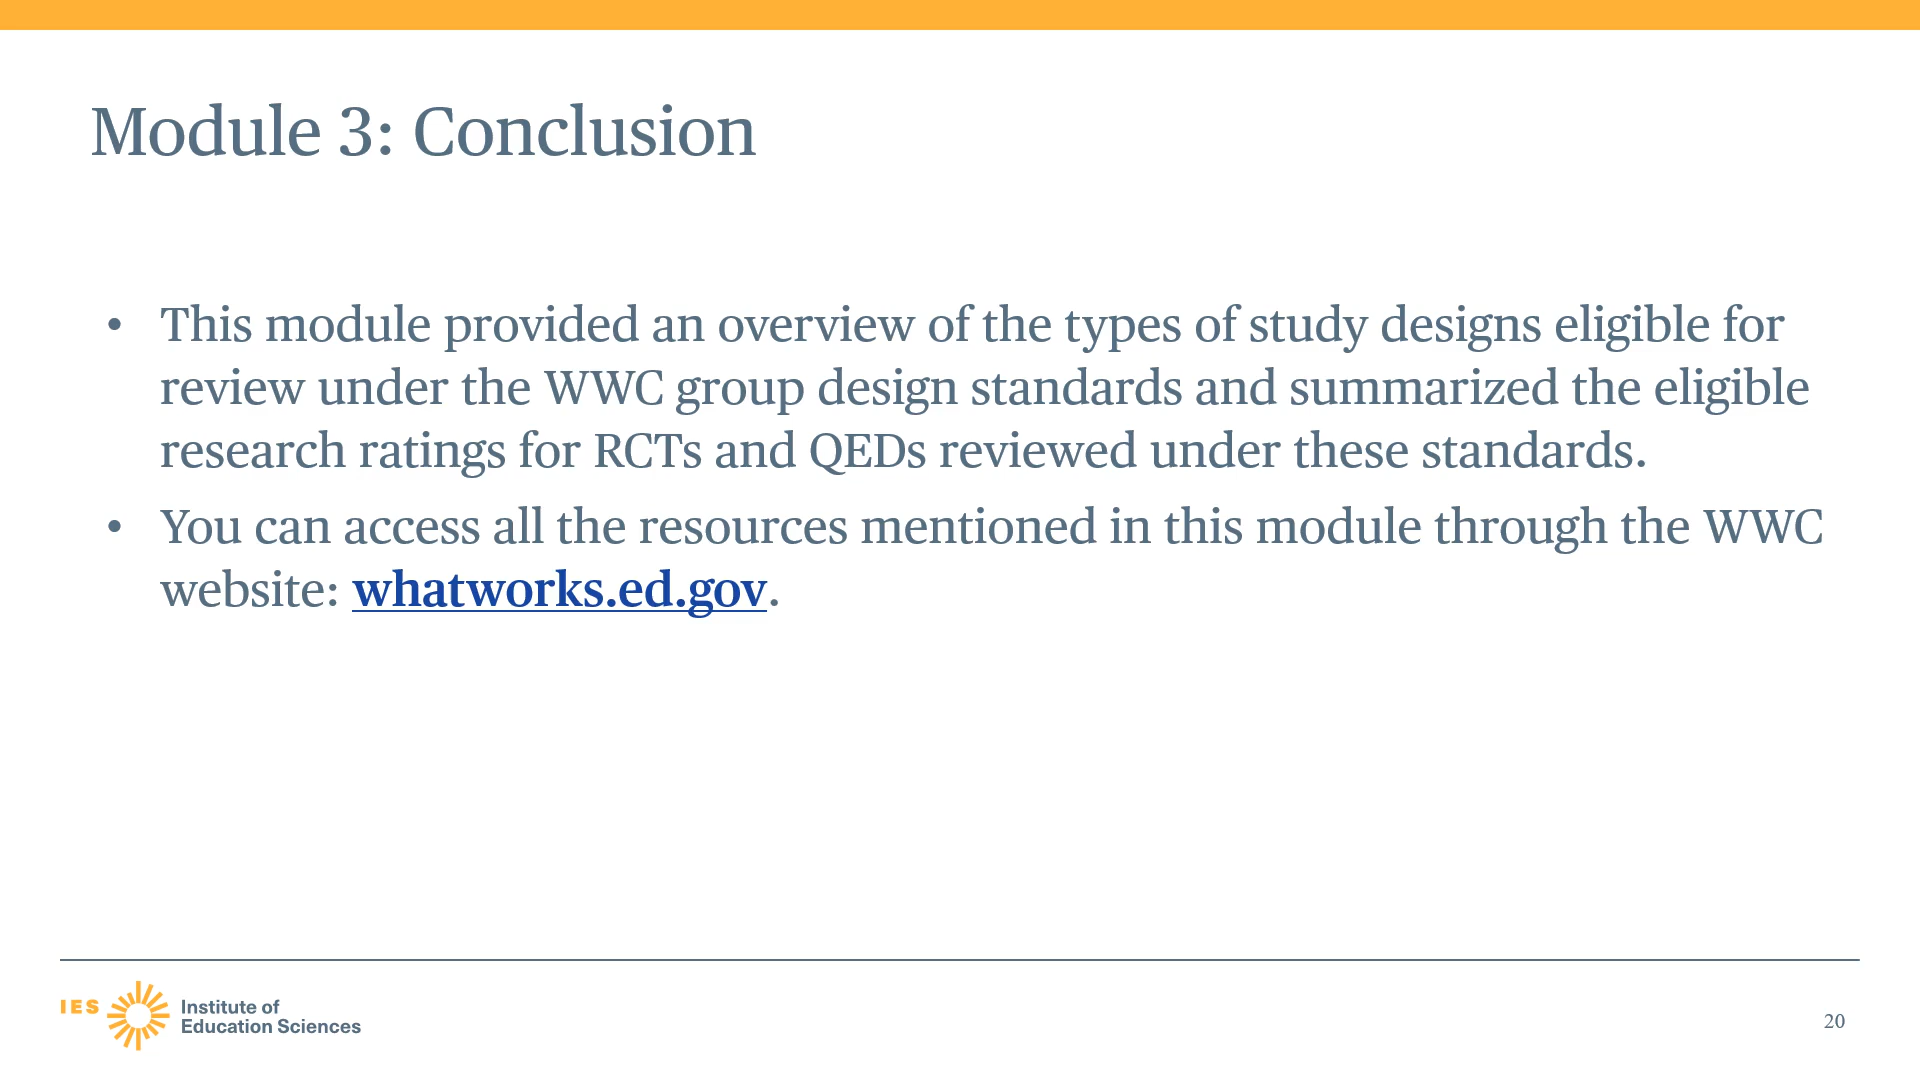 Module 3: Conclusion
• This module provided an overview of the types of study designs eligible for
review under the WWC group design standards and summarized the eligible
research ratings for RCTs and QEDs reviewed under these standards.
• You can access all the resources mentioned in this module through the WWC
website: whatworks.ed.gov.
IES
Institute of
Education Sciences
20